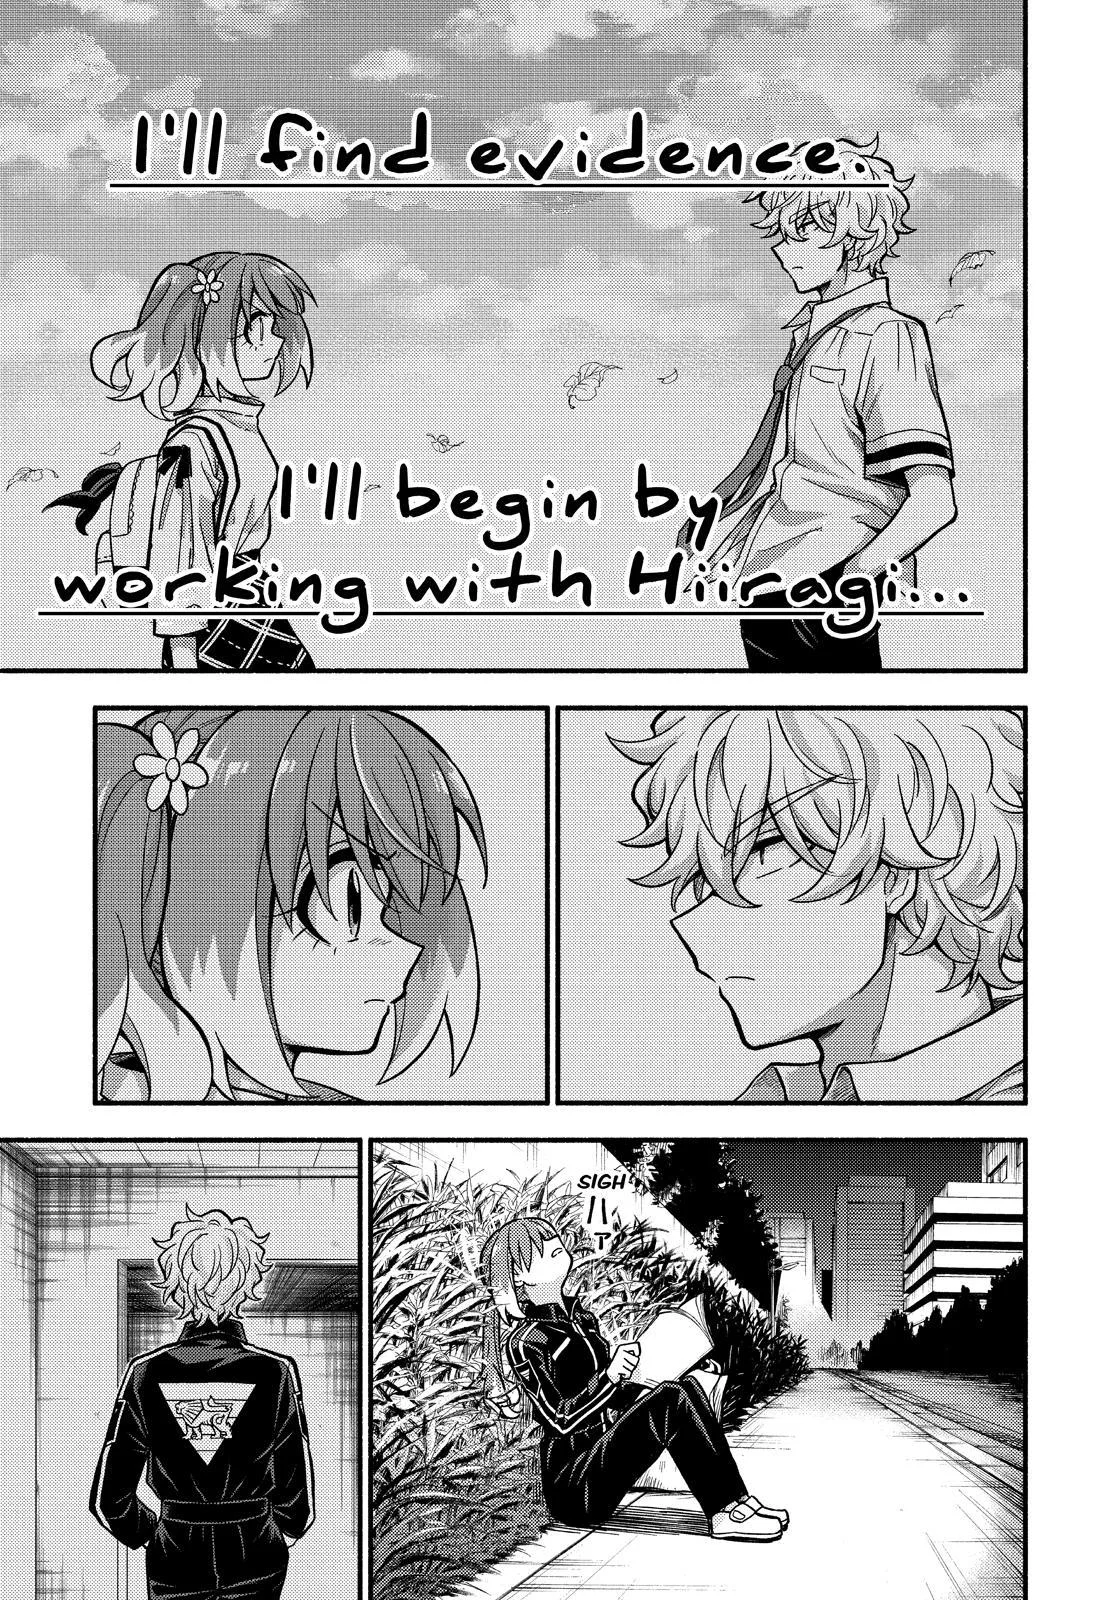 I'll find evidence.
I'll begin by
working with Hiiragi...
SIGH
ハ
ア